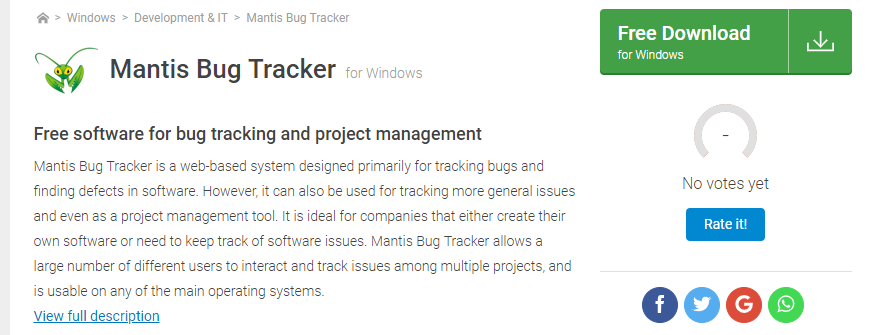 > Windows > Development & IT > Mantis Bug Tracker
Mantis Bug Tracker for Windows
Free software for bug tracking and project management
Mantis Bug Tracker is a web-based system designed primarily for tracking bugs and
finding defects in software. However, it can also be used for tracking more general issues
and even as a project management tool. It is ideal for companies that either create their
own software or need to keep track of software issues. Mantis Bug Tracker allows a
large number of different users to interact and track issues among multiple projects, and
is usable on any of the main operating systems.
View full description
Free Download
for Windows
-
No votes yet
Rate it!
f
G